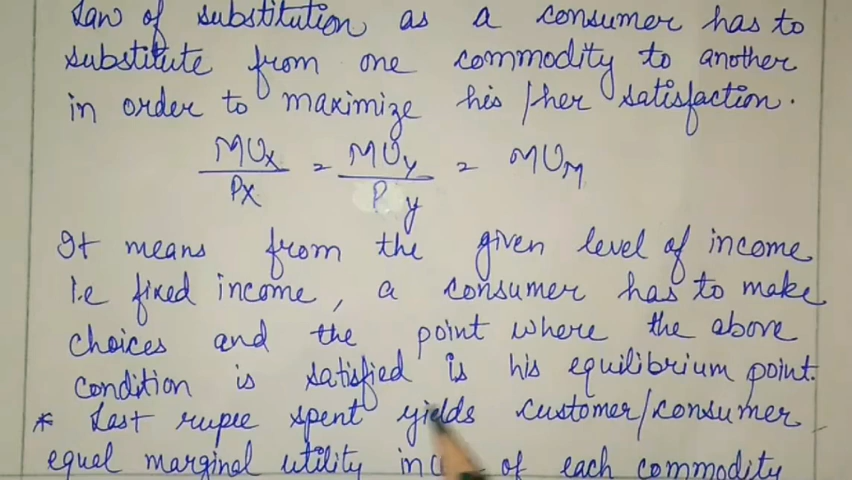 Law of substitution as a consumer has to
substitute from one commodity to another
in order to maximize his/her satisfaction.
MUx/Px = MUy/Py = MUM
It means from the given level of income
I.e fixed income, a consumer has to make
choices and the point where the above
condition is satisfied is his equilibrium point.
* Last rupee spent yields customer/consumer
equal marginal utility in of each commodity